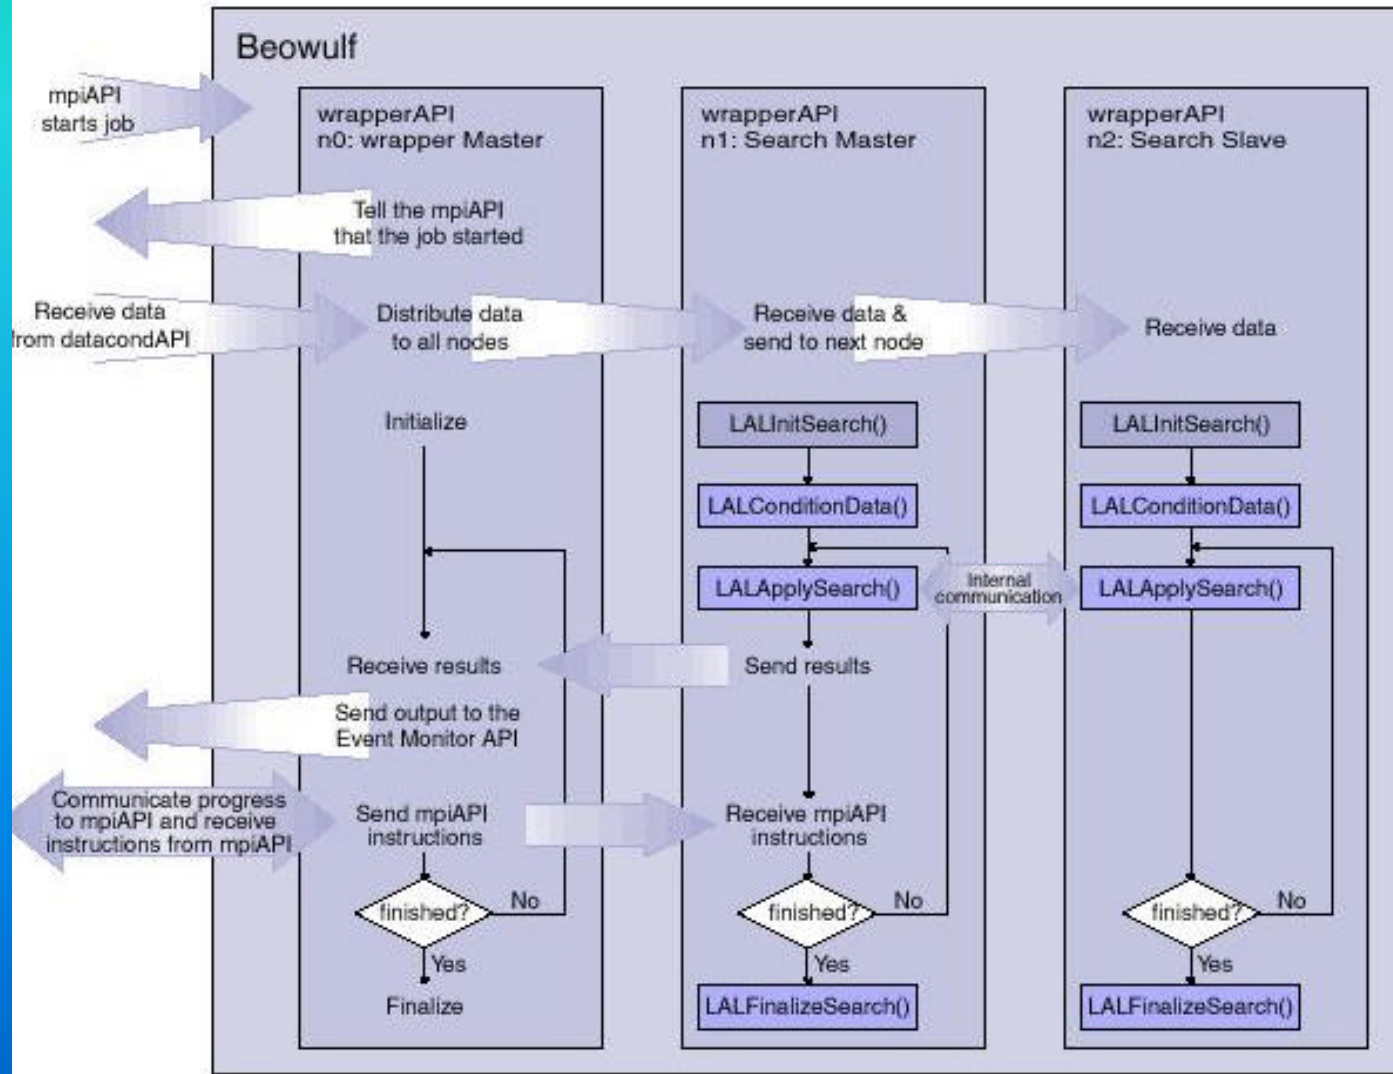 Beowulf
mpiAPI
starts job
wrapperAPI
n0: wrapper Master
wrapperAPI
n1: Search Master
wrapperAPI
n2: Search Slave
Tell the mpiAPI
that the job started
Receive data
from datacondAPI
Distribute data
to all nodes
Receive data &
send to next node
Receive data
Initialize
LALInitSearch()
LALInitSearch()
LALConditionData()
LALConditionData()
LALApplySearch()
Internal
communication
LALApplySearch()
Receive results
Send results
Send output to the
Event Monitor API
Communicate progress
to mpiAPI and receive
instructions from mpiAPI
Send mpiAPI
instructions
Receive mpiAPI
instructions
finished?
No
finished?
No
finished?
No
Yes
Yes
Yes
Finalize
LALFinalizeSearch()
LALFinalizeSearch()